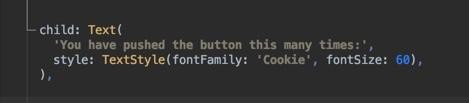 child: Text(
'You have pushed the button this many times:',
style: TextStyle(fontFamily: 'Cookie', fontSize: 60),
),